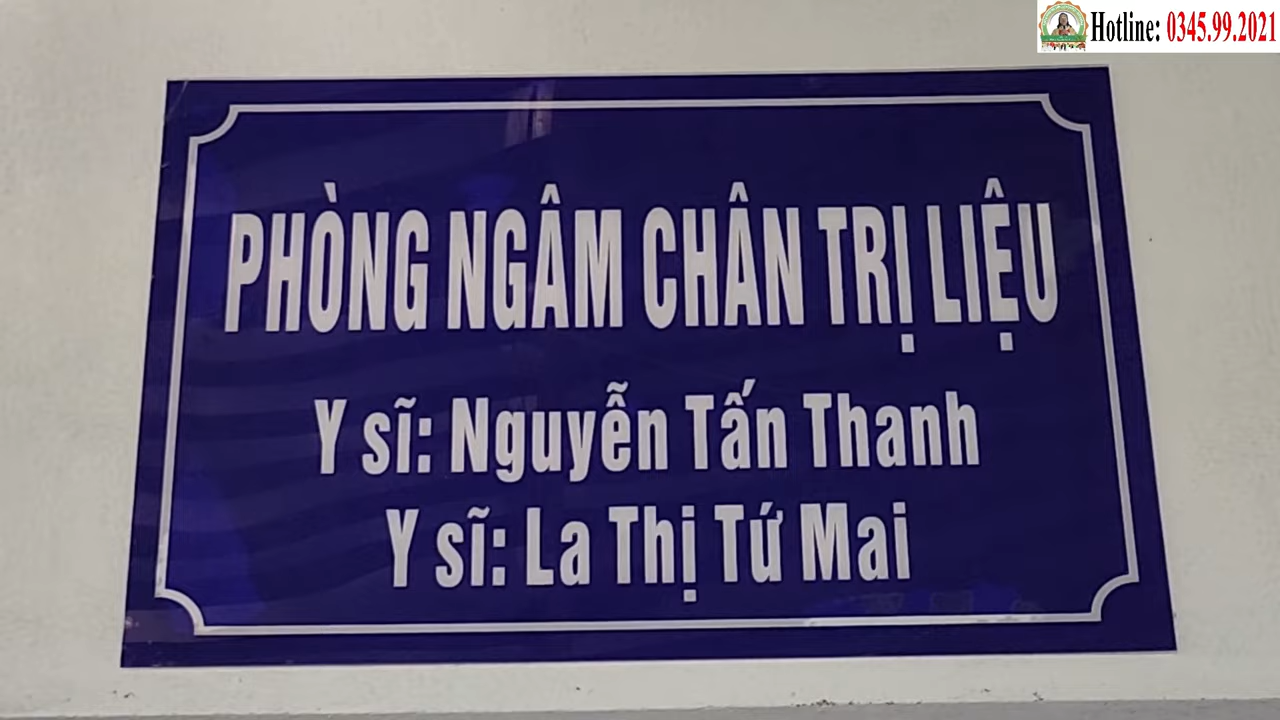 Hotline: 0345.99.2021
PHÒNG NGÂM CHÂN TRỊ LIỆU
Y sĩ: Nguyễn Tấn Thanh
Y sĩ: La Thị Tứ Mai